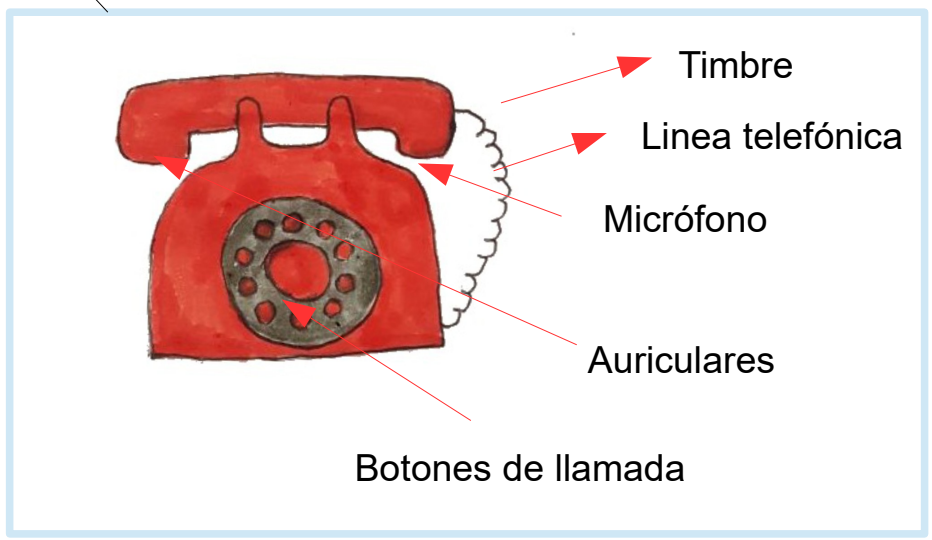 Timbre
Linea telefónica
Micrófono
Auriculares
Botones de llamada